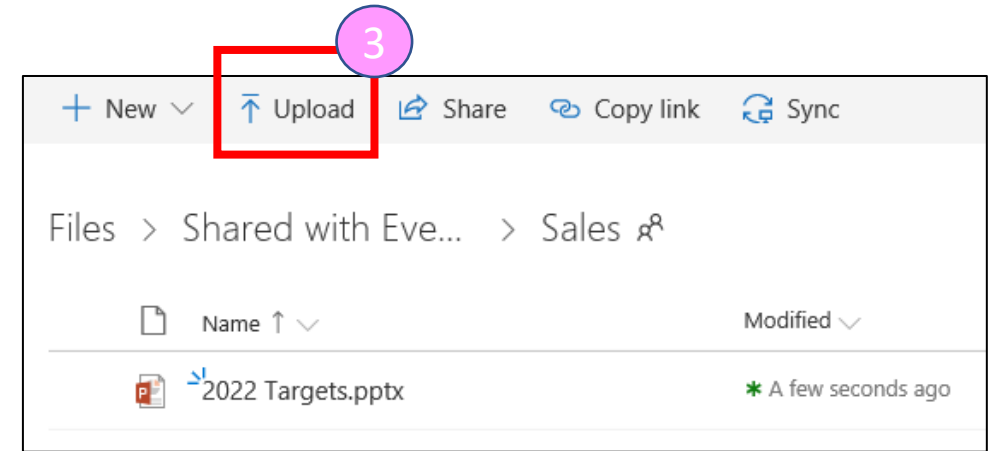 3
New Upload Share Copy link Sync
Files > Shared with Eve... > Sales
Name ↑ Modified
P 2022 Targets.pptx * A few seconds ago